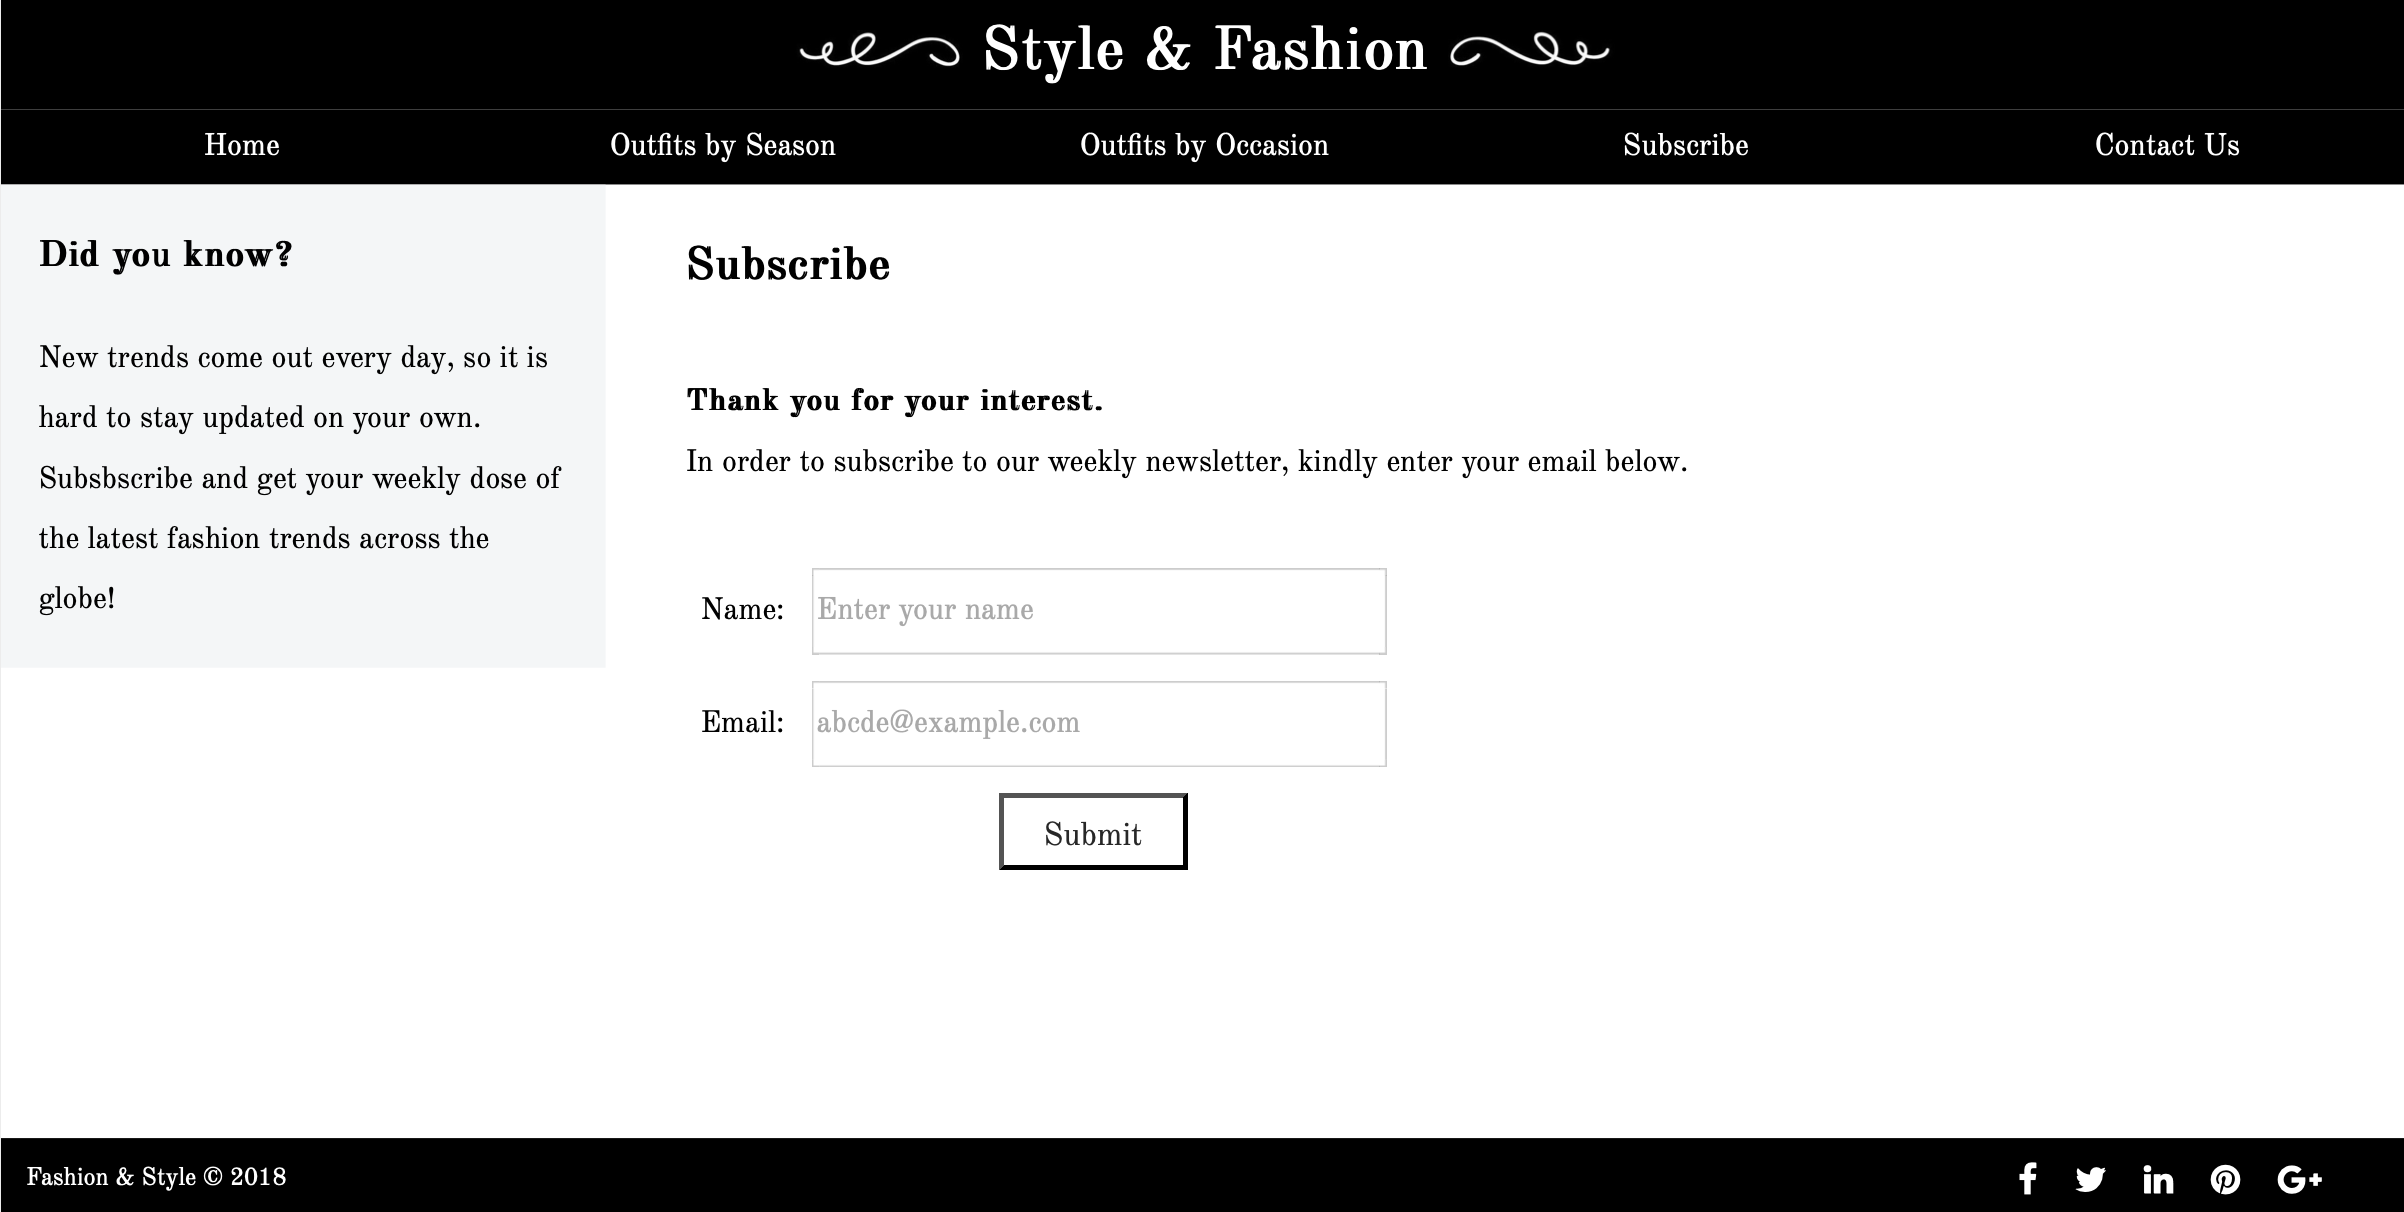 Style & Fashion
Home Outfits by Season Outfits by Occasion Subscribe Contact Us
Did you know?
New trends come out every day, so it is
hard to stay updated on your own.
Subsbscribe and get your weekly dose of
the latest fashion trends across the
globe!
Subscribe
Thank you for your interest.
In order to subscribe to our weekly newsletter, kindly enter your email below.
Name: Enter your name
Email: abcde@example.com
Submit
Fashion & Style © 2018